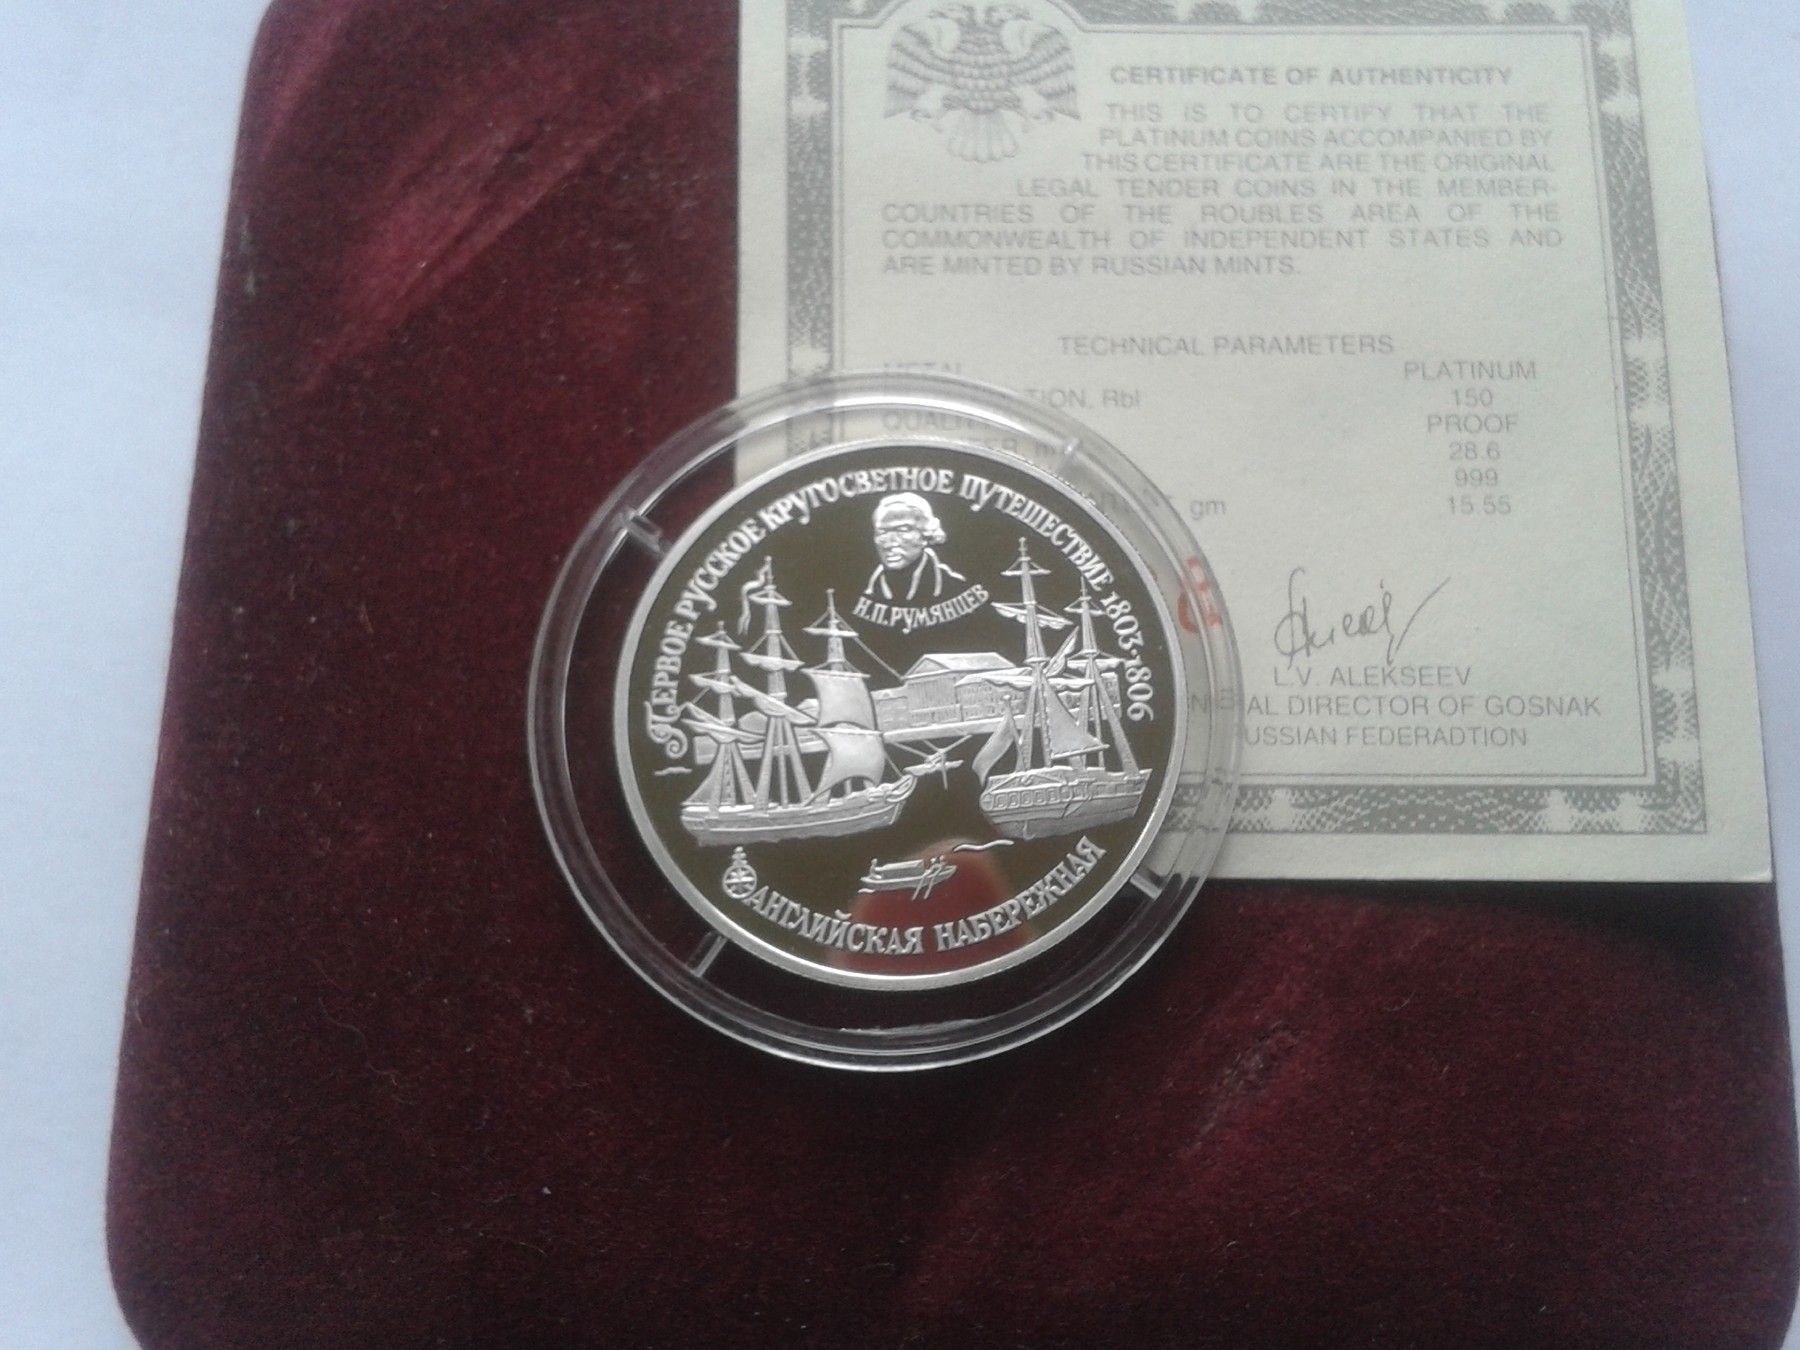 CERTIFICATE OF AUTHENTICITY
THIS IS TO CERTIFY THAT THE
PLATINUM COINS ACCOMPANIED BY
THIS CERTIFICATE ARE THE ORIGINAL
LEGAL TENDER COINS IN THE MEMBER-
COUNTRIES OF THE ROUBLES AREA OF THE
COMMONWEALTH OF INDEPENDENT STATES AND
ARE MINTED BY RUSSIAN MINTS.
TECHNICAL PARAMETERS
METAL PLATINUM
Rbl 150
PROOF
28.6
999
gm 15.55
L.V. ALEKSEEV
DIRECTOR OF GOSNAK
FEDERADTION
ПЕРВОЕ РУССКОЕ КРУГОСВЕТНОЕ ПУТЕШЕСТВИЕ 1803-1806
Н.П.РУМЯНЦЕВ
АНГЛИЙСКАЯ НАБЕРЕЖНАЯ